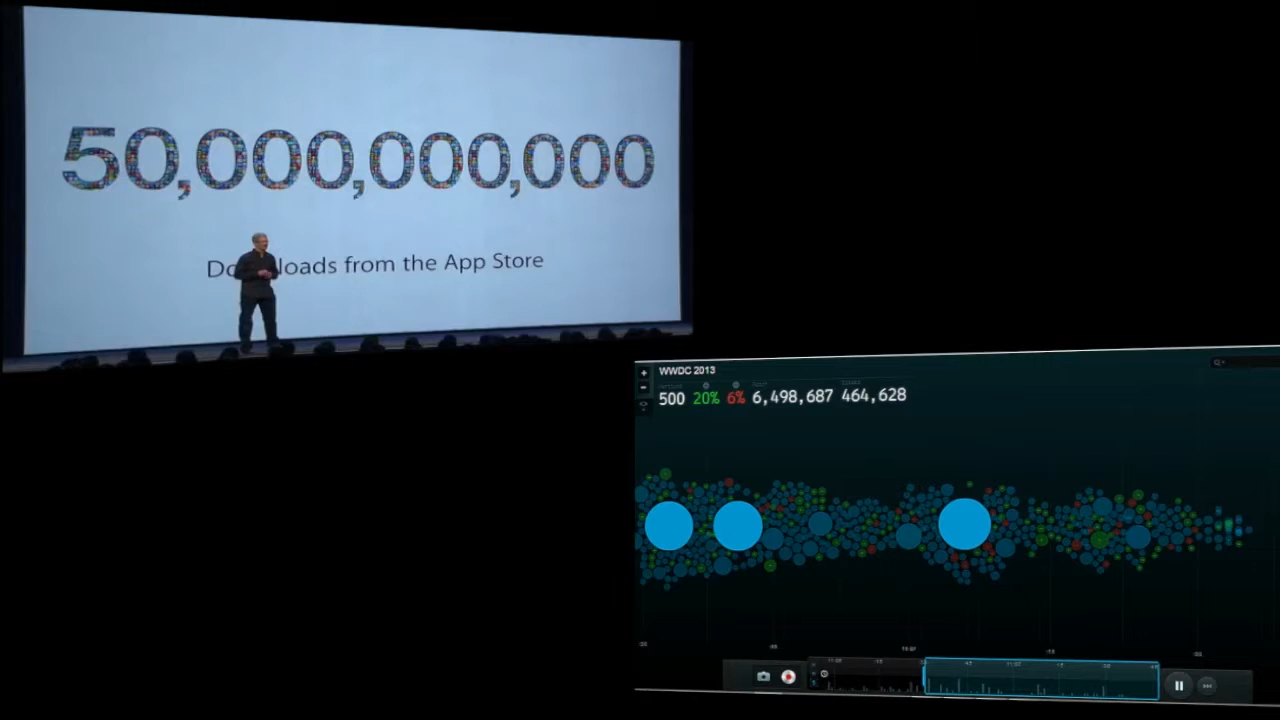 50,000,000,000
Do loads from the App Store
WWDC 2013
500 20% 6% 6,498,687 464,628